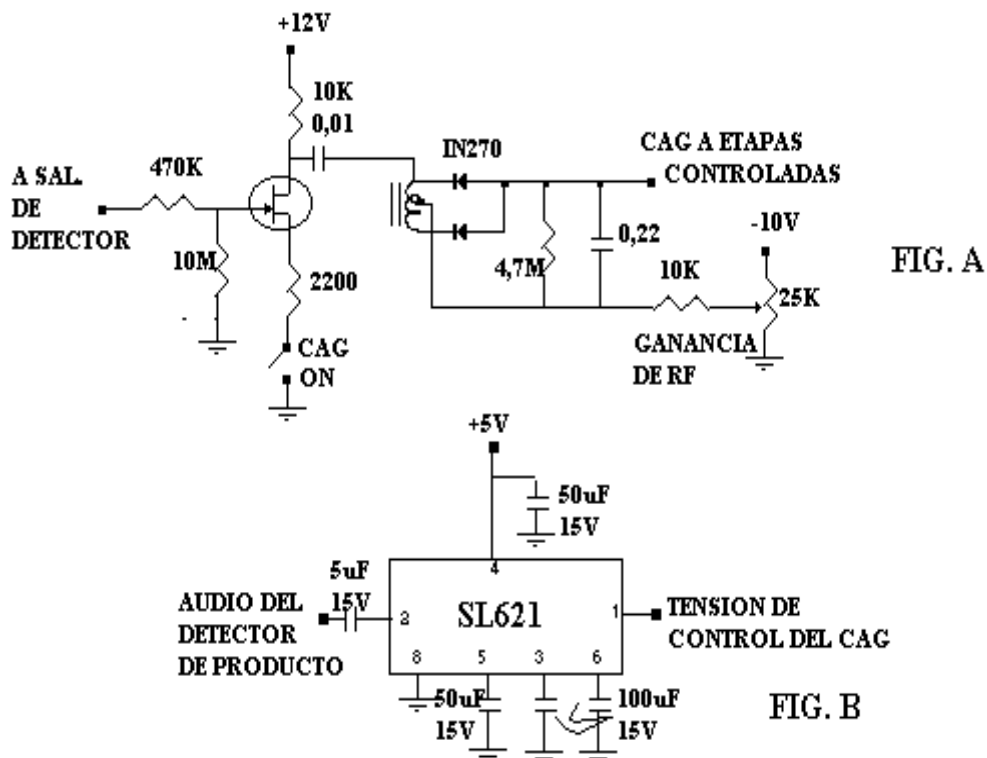 +12V
10K
0,01
IN270
CAG A ETAPAS
CONTROLADAS
470K
A SAL.
DE
DETECTOR
10M
2200
CAG
ON
4,7M
0,22
10K
-10V
25K
GANANCIA
DE RF
FIG. A
+5V
50uF
15V
5uF
15V
AUDIO DEL
DETECTOR
DE PRODUCTO
4
2
SL621
1
TENSION DE
CONTROL DEL CAG
8
5
3
6
50uF
15V
100uF
15V
FIG. B